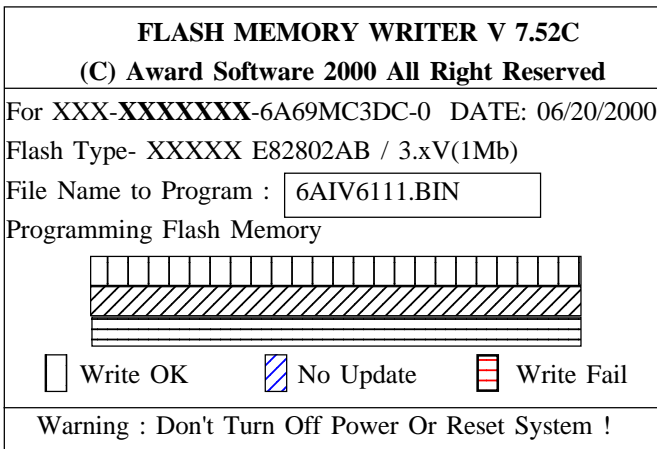 FLASH MEMORY WRITER V 7.52C
(C) Award Software 2000 All Right Reserved
For XXX-XXXXXXX-6A69MC3DC-0 DATE: 06/20/2000
Flash Type- XXXXX E82802AB / 3.xV(1Mb)
File Name to Program : 6AIV6111.BIN
Programming Flash Memory
Write OK No Update Write Fail
Warning : Don't Turn Off Power Or Reset System !